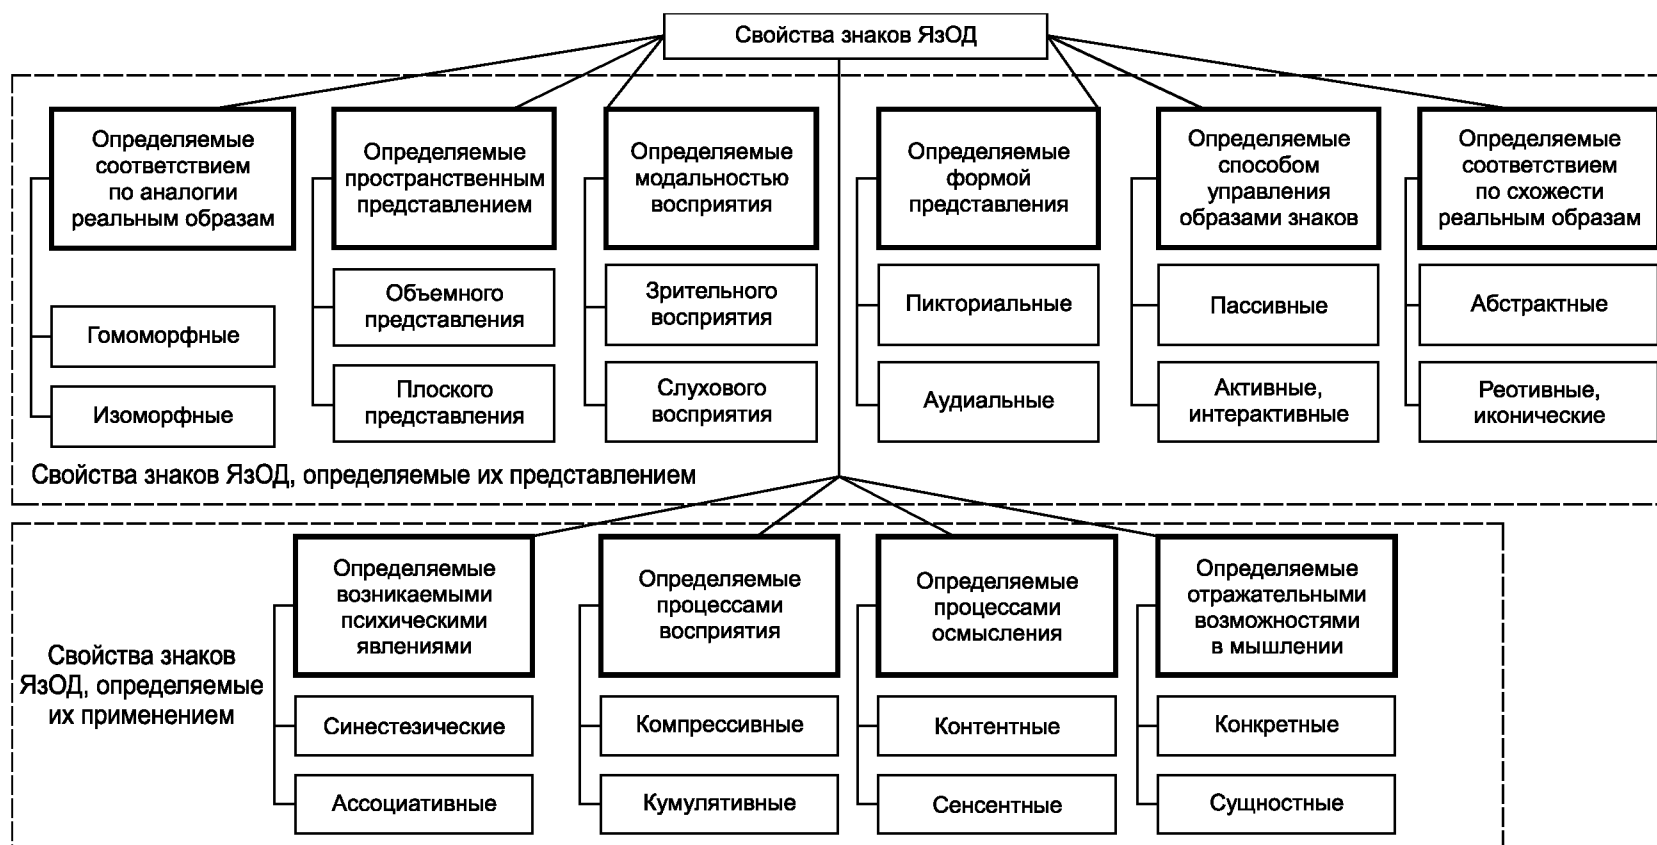 Свойства знаков ЯзОД
Определяемые
соответствием
по аналогии
реальным образам
Гомоморфные
Изоморфные
Определяемые
пространственным
представлением
Объемного
представления
Плоского
представления
Определяемые
модальностью
восприятия
Зрительного
восприятия
Слухового
восприятия
Определяемые
формой
представления
Пикториальные
Аудиальные
Определяемые
способом
управления
образами знаков
Пассивные
Активные,
интерактивные
Определяемые
соответствием
по схожести
реальным образам
Абстрактные
Реотивные,
иконические
Свойства знаков ЯзОД, определяемые их представлением
Свойства знаков
ЯзОД, определяемые
их применением
Определяемые
возникаемыми
психическими
явлениями
Синестезические
Ассоциативные
Определяемые
процессами
восприятия
Компрессивные
Кумулятивные
Определяемые
процессами
осмысления
Контентные
Сенсентные
Определяемые
отражательными
возможностями
в мышлении
Конкретные
Сущностные